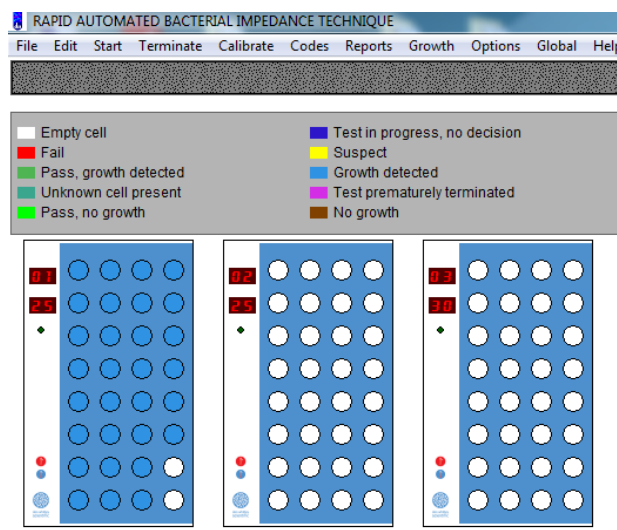 RAPID AUTOMATED BACTERIAL IMPEDANCE TECHNIQUE
File Edit Start Terminate Calibrate Codes Reports Growth Options Global Help
Empty cell
Fail
Pass, growth detected
Unknown cell present
Pass, no growth
Test in progress, no decision
Suspect
Growth detected
Test prematurely terminated
No growth
01
25
02
25
03
30